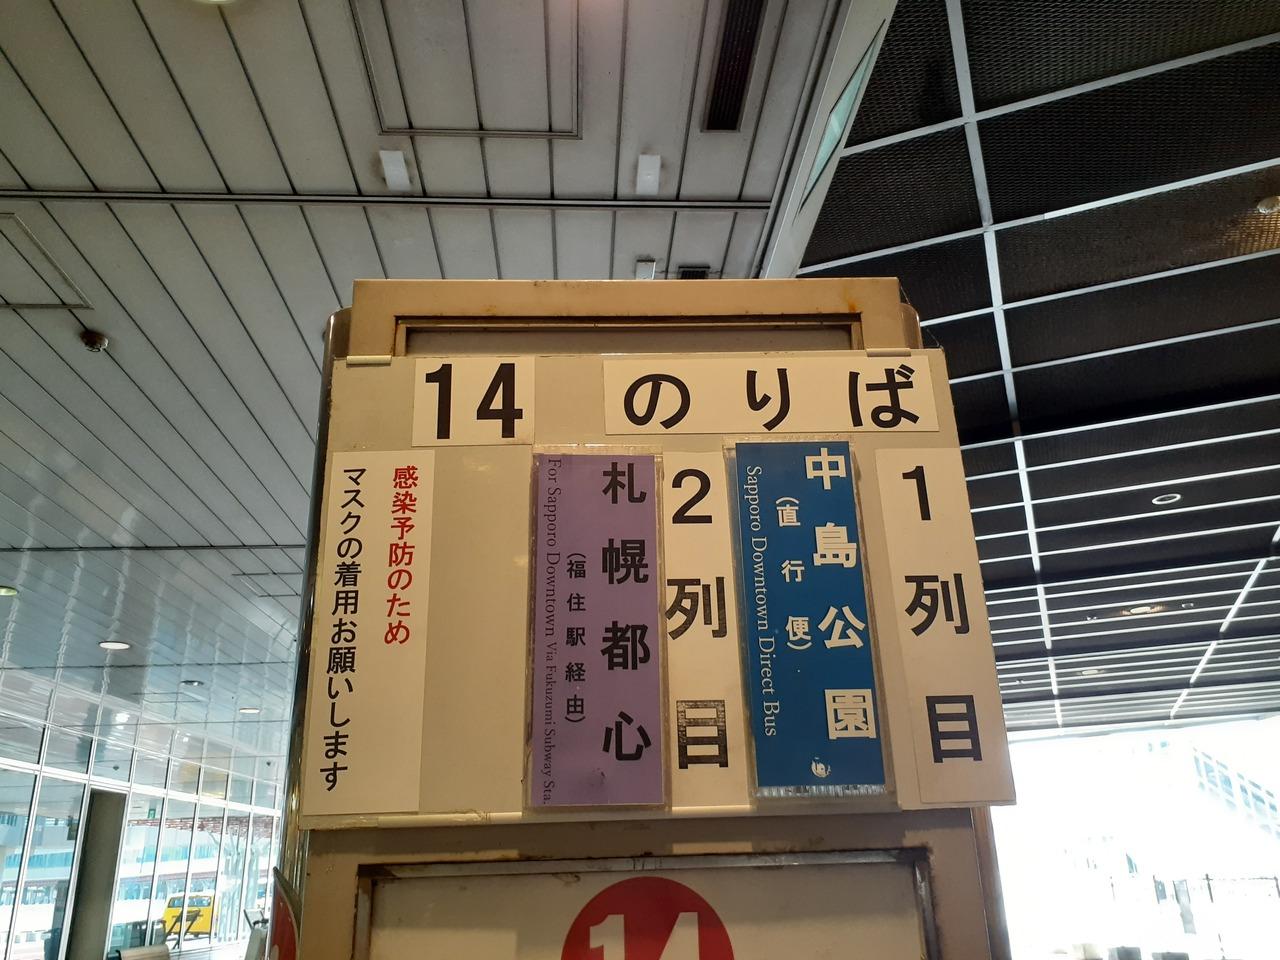 14 のりば
1列目
中島公園
(直行便)
Sapporo Downtown Direct Bus
2列目
札幌都心
(福住駅経由)
For Sapporo Downtown Via Fukuzumi Subway Sta.
感染予防のため
マスクの着用お願いします
14